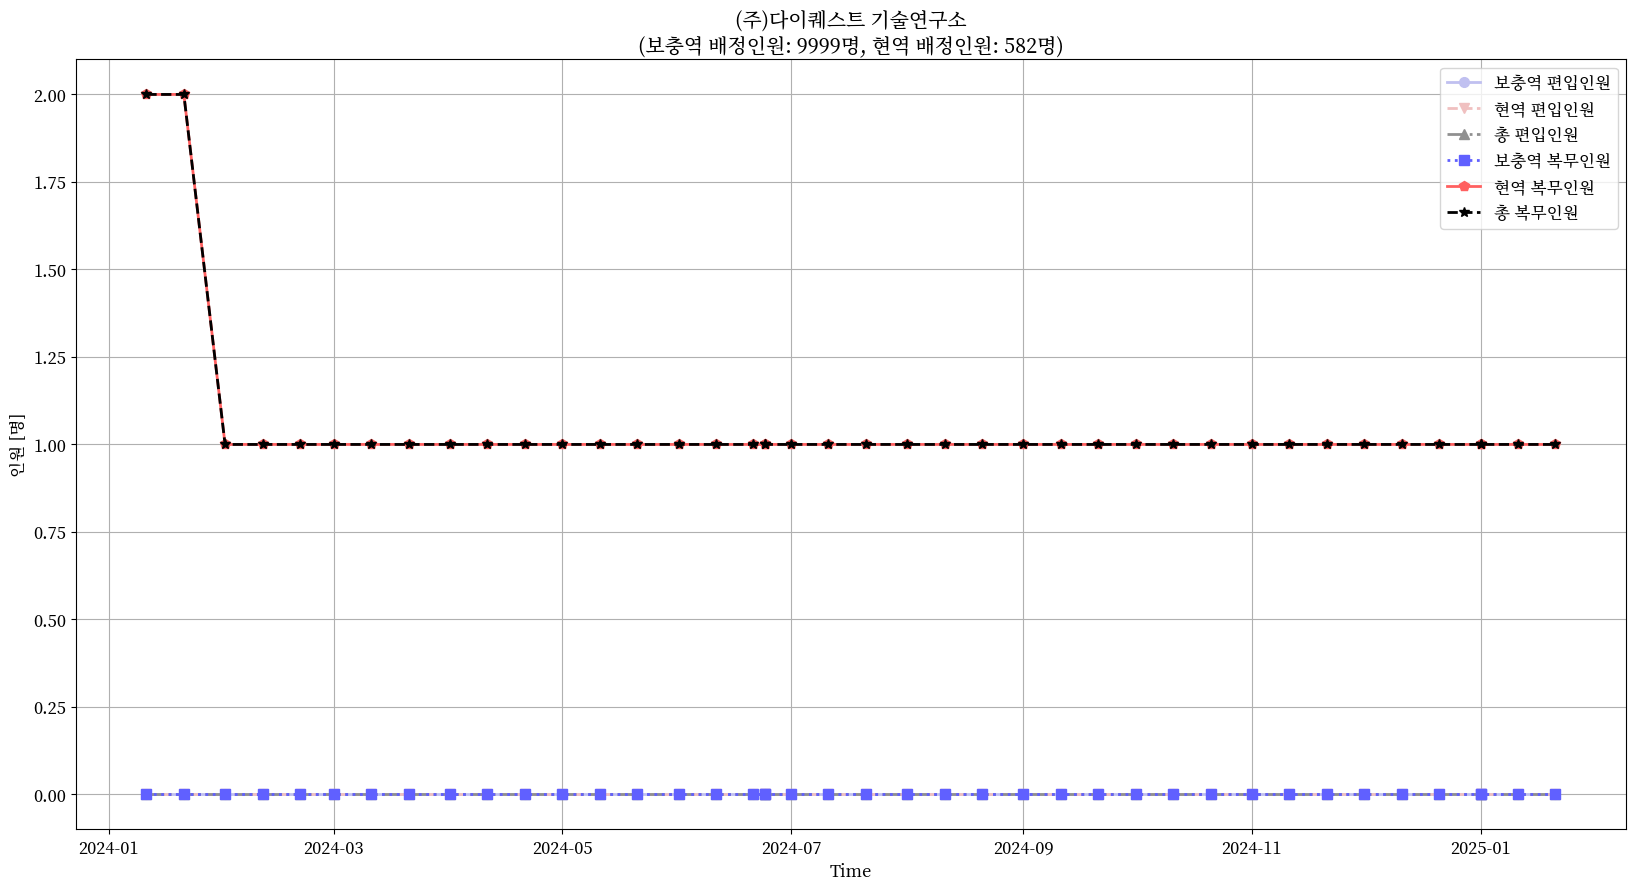 (주)다이퀘스트 기술연구소
(보충역 배정인원: 9999명, 현역 배정인원: 582명)
보충역 편입인원
현역 편입인원
총 편입인원
보충역 복무인원
현역 복무인원
총 복무인원
인원 [명]
2.00
1.75
1.50
1.25
1.00
0.75
0.50
0.25
0.00
2024-01
2024-03
2024-05
2024-07
2024-09
2024-11
2025-01
Time